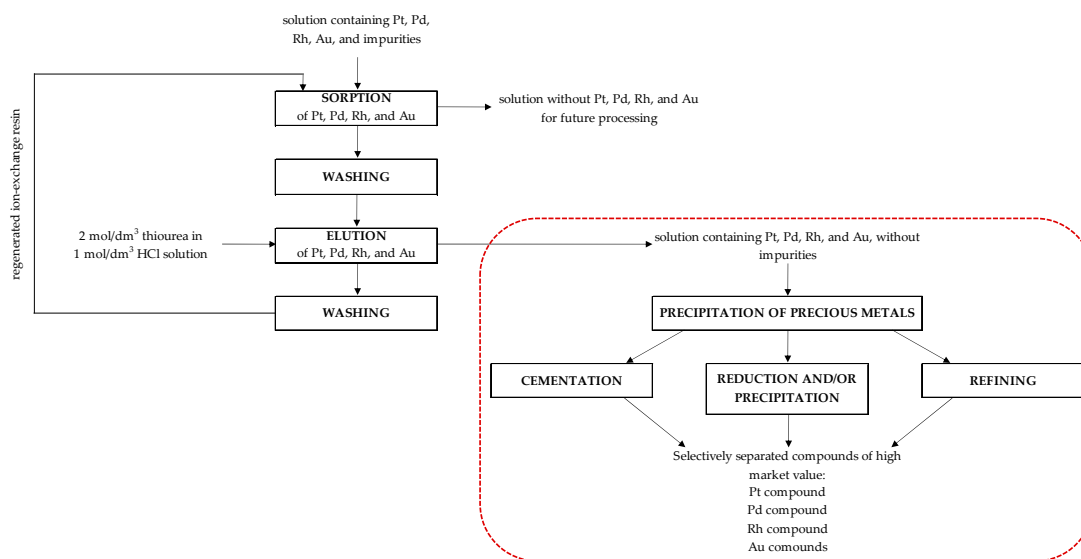 solution containing Pt, Pd,
Rh, Au, and impurities
regenerated ion-exchange resin
SORPTION
of Pt, Pd, Rh, and Au
solution without Pt, Pd, Rh, and Au
for future processing
WASHING
2 mol/dm³ thiourea in
1 mol/dm³ HCl solution
ELUTION
of Pt, Pd, Rh, and Au
solution containing Pt, Pd, Rh, and Au, without
impurities
WASHING
PRECIPITATION OF PRECIOUS METALS
CEMENTATION
REDUCTION AND/OR
PRECIPITATION
REFINING
Selectively separated compounds of high
market value:
Pt compound
Pd compound
Rh compound
Au comounds